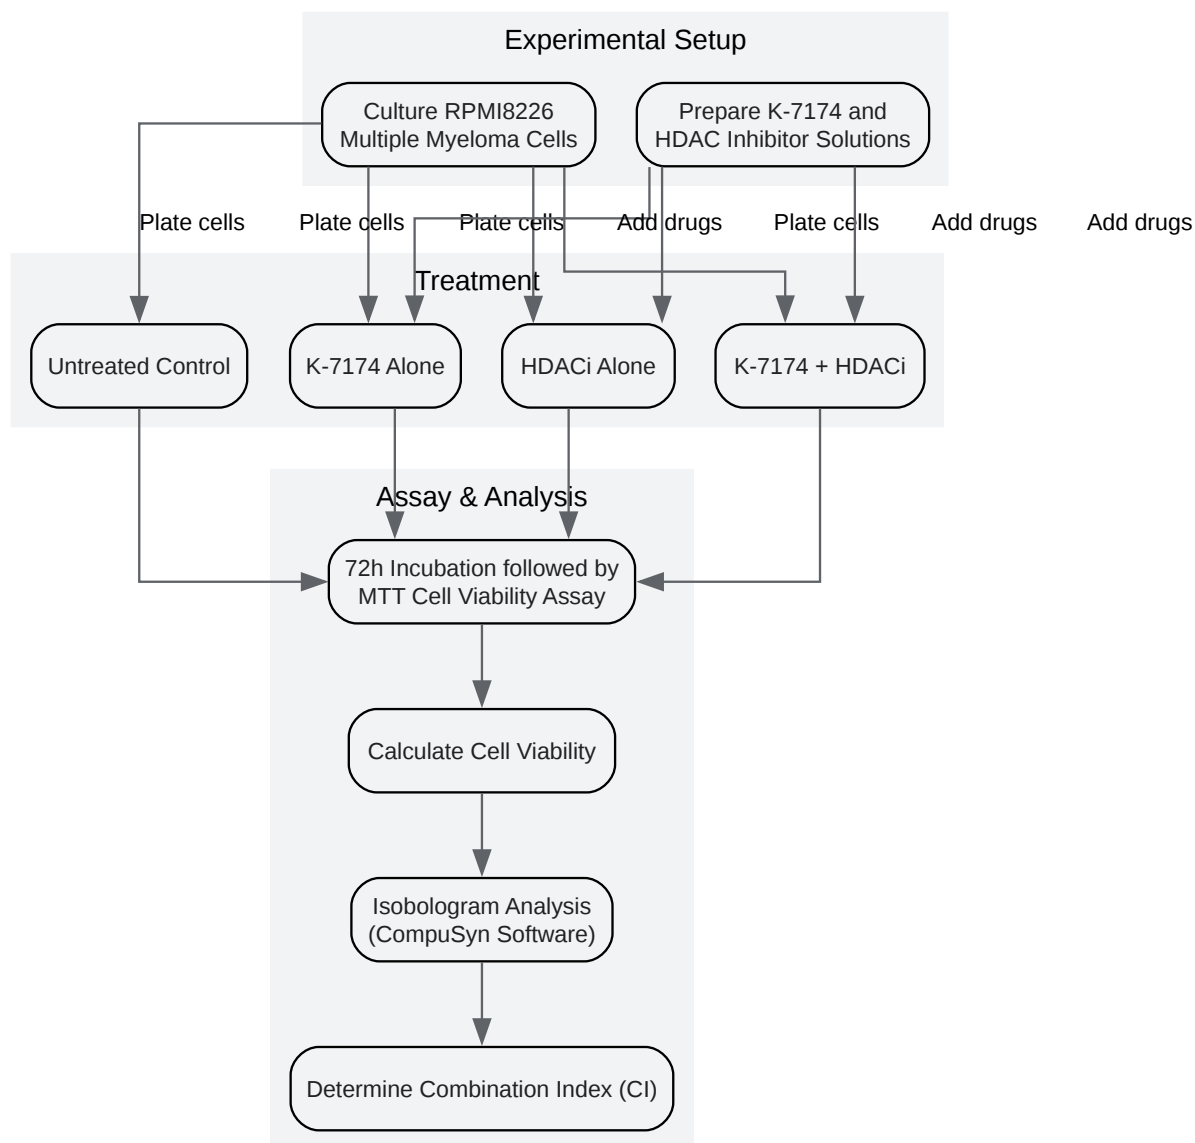 Experimental Setup
Culture RPMI8226
Multiple Myeloma Cells
Prepare K-7174 and
HDAC Inhibitor Solutions
Plate cells
Plate cells
Plate cells
Add drugs
Plate cells
Add drugs
Add drugs
Treatment
Untreated Control
K-7174 Alone
HDACi Alone
K-7174 + HDACi
Assay & Analysis
72h Incubation followed by
MTT Cell Viability Assay
Calculate Cell Viability
Isobologram Analysis
(CompuSyn Software)
Determine Combination Index (CI)